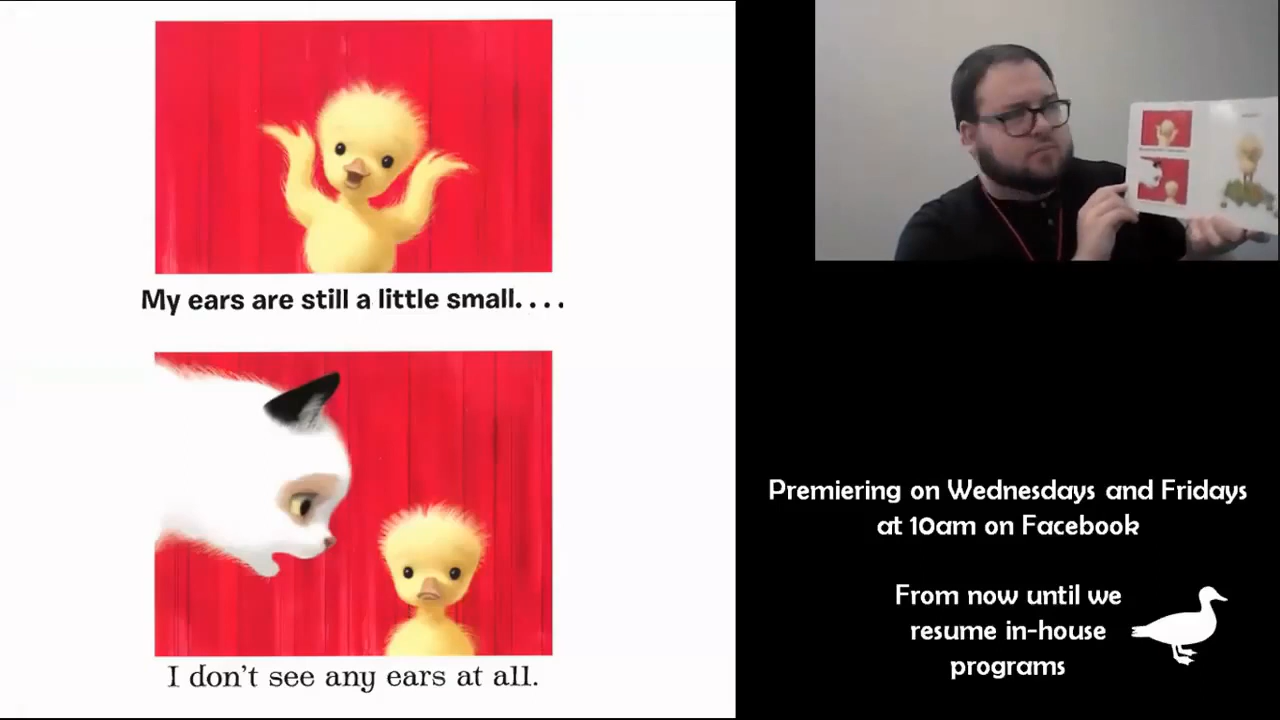 My ears are still a little small. . . .
I don't see any ears at all.
Premiering on Wednesdays and Fridays
at 10am on Facebook
From now until we
resume in-house
programs